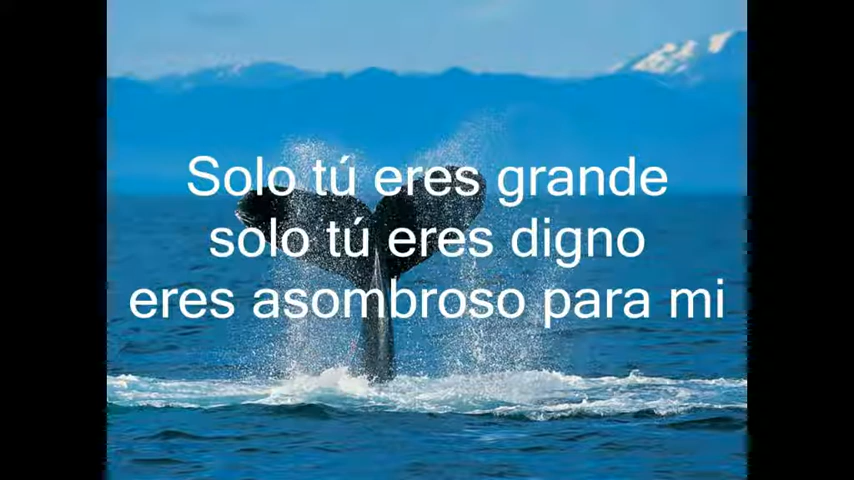 Solo tú eres grande
solo tú eres digno
eres asombroso para mi